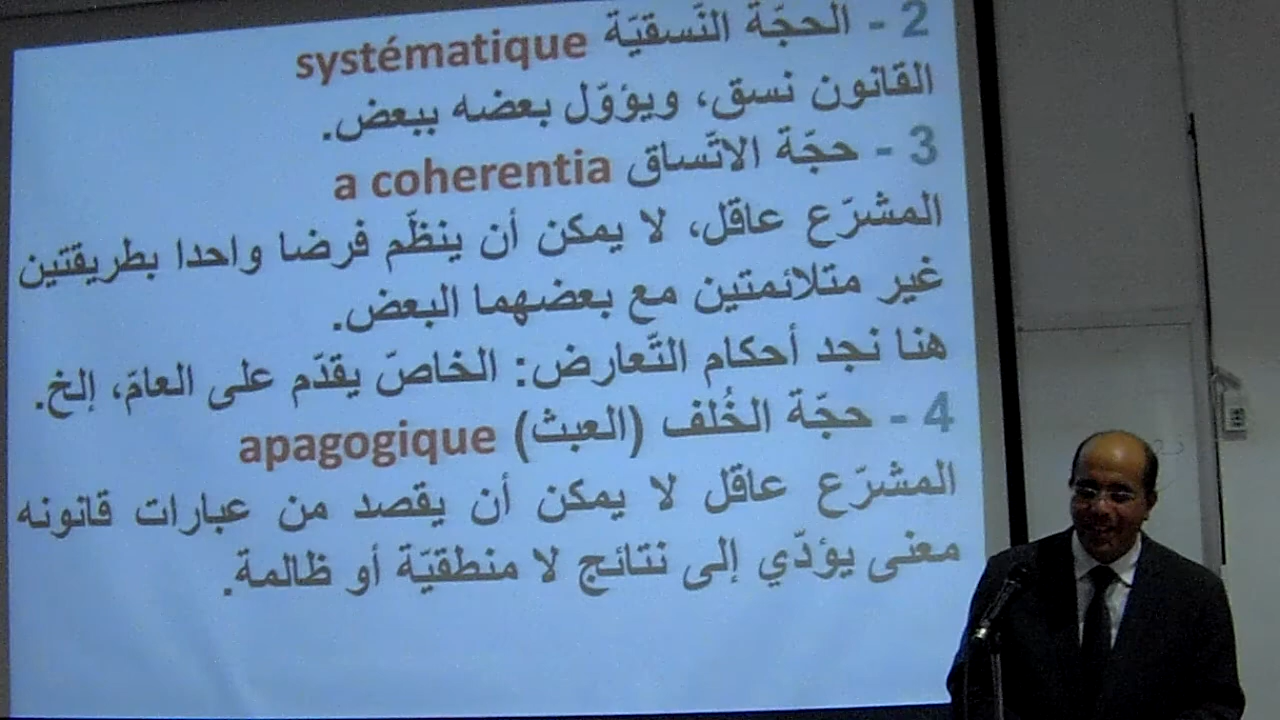 2 - الحجّة النّسقيّة systématique
القانون نسق، ويؤوّل بعضه ببعض.
3 - حجّة الاتّساق a coherentia
المشرّع عاقل، لا يمكن أن ينظّم فرضا واحدا بطريقتين
غير متلائمتين مع بعضهما البعض.
هنا نجد أحكام التّعارض: الخاصّ يقدّم على العامّ، إلخ.
4 - حجّة الخُلف (العبث) apagogique
المشرّع عاقل لا يمكن أن يقصد من عبارات قانونه
معنى يؤدّي إلى نتائج لا منطقيّة أو ظالمة.